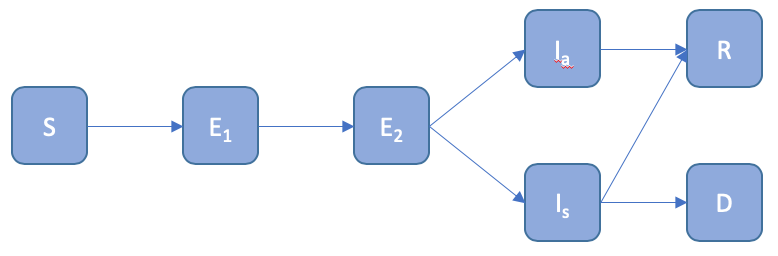 S
E₁
E₂
Iₐ
R
Iₛ
D